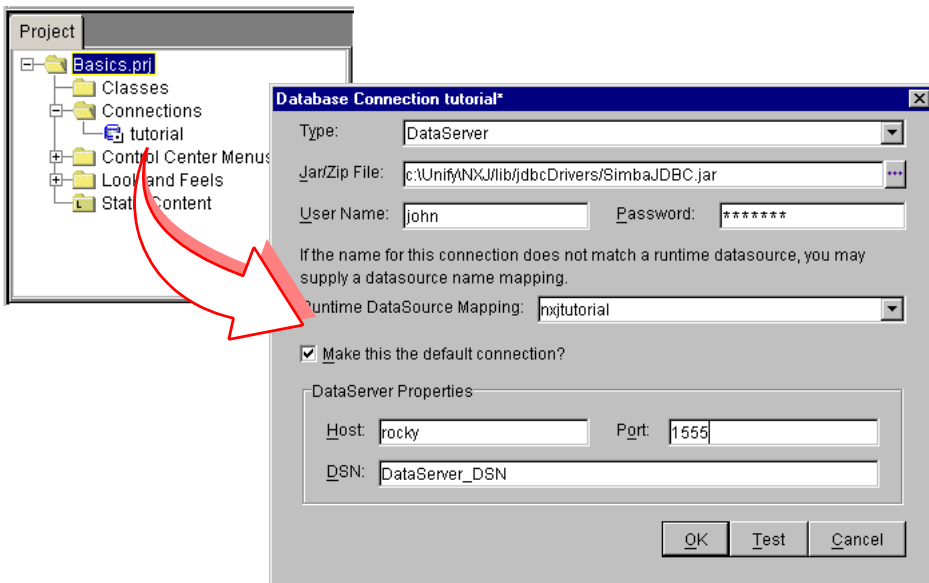 Project
Basics.prj
Classes
Connections
tutorial
Control Center Menus
Look and Feels
Content
Database Connection tutorial*
Type: DataServer
Jar/Zip File: c:\Unify\NXJ/lib/jdbcDrivers/SimbaJDBC.jar
User Name: john Password: *******
If the name for this connection does not match a runtime datasource, you may
supply a datasource name mapping.
Runtime DataSource Mapping: nxjtutorial
Make this the default connection?
DataServer Properties
Host: rocky Port: 1555
DSN: DataServer_DSN
OK Test Cancel